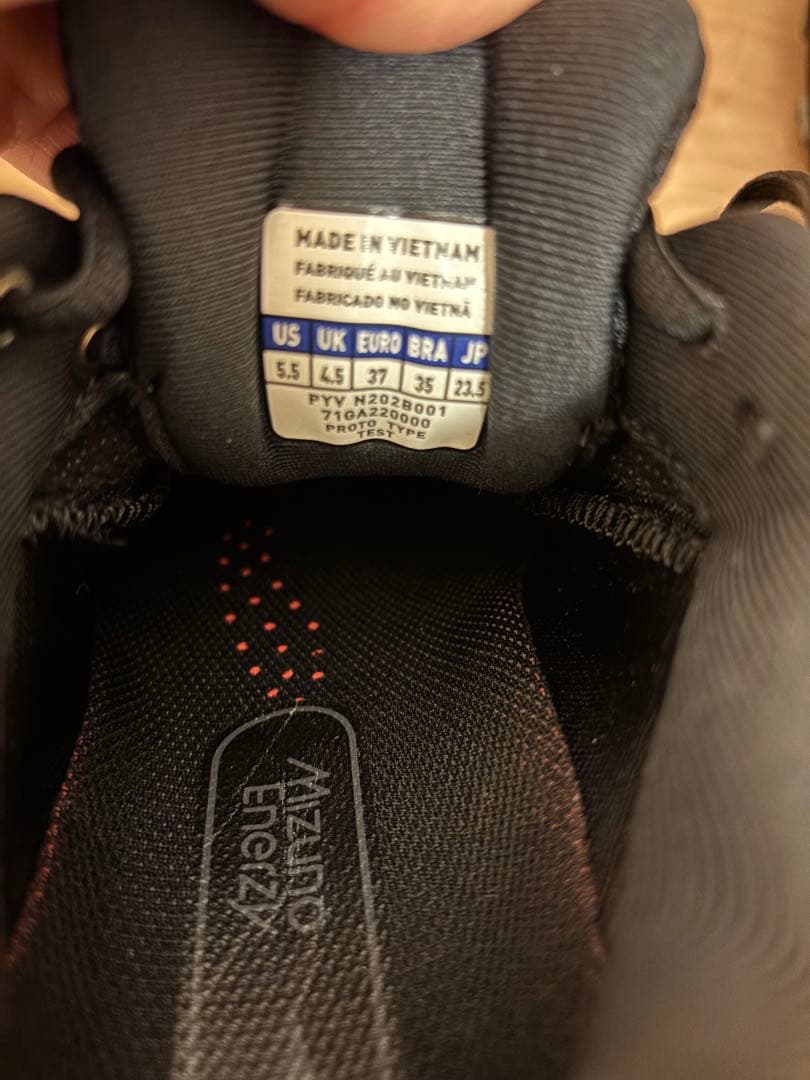 MADE IN VIETNAM
FABRIQUÉ AU VIETNAM
FABRICADO NO VIETNÃ
US UK EURO BRA JP
5.5 4.5 37 35 23.5
PYV N202B001
71GA220000
PROTO TYPE
TEST
Mizuno
Enerzy